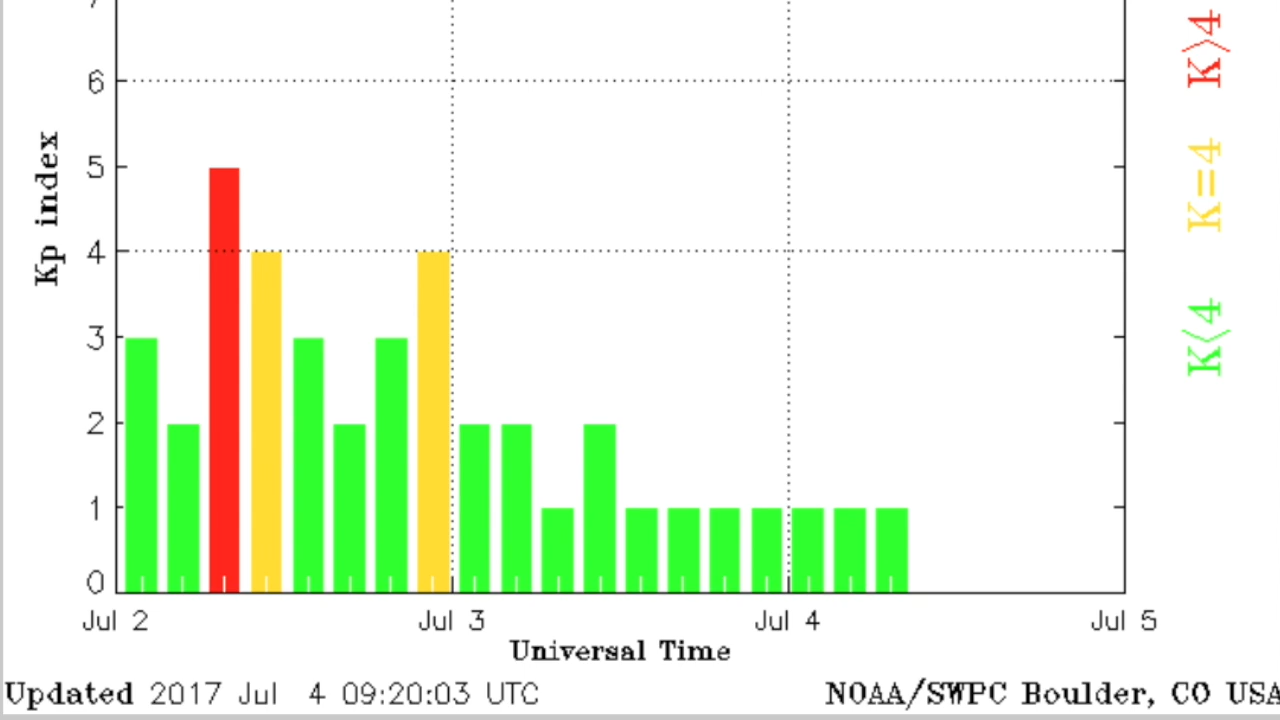 7
6
5
4
3
2
1
0
Kp index
K<4 K=4 K>4
Jul 2 Jul 3 Jul 4 Jul 5
Universal Time
Updated 2017 Jul 4 09:20:03 UTC NOAA/SWPC Boulder, CO USA